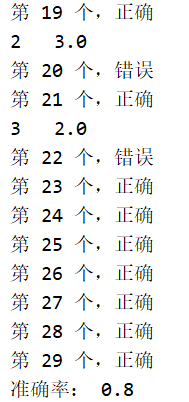 第 19 个，正确
2   3.0
第 20 个，错误
第 21 个，正确
3   2.0
第 22 个，错误
第 23 个，正确
第 24 个，正确
第 25 个，正确
第 26 个，正确
第 27 个，正确
第 28 个，正确
第 29 个，正确
准确率： 0.8